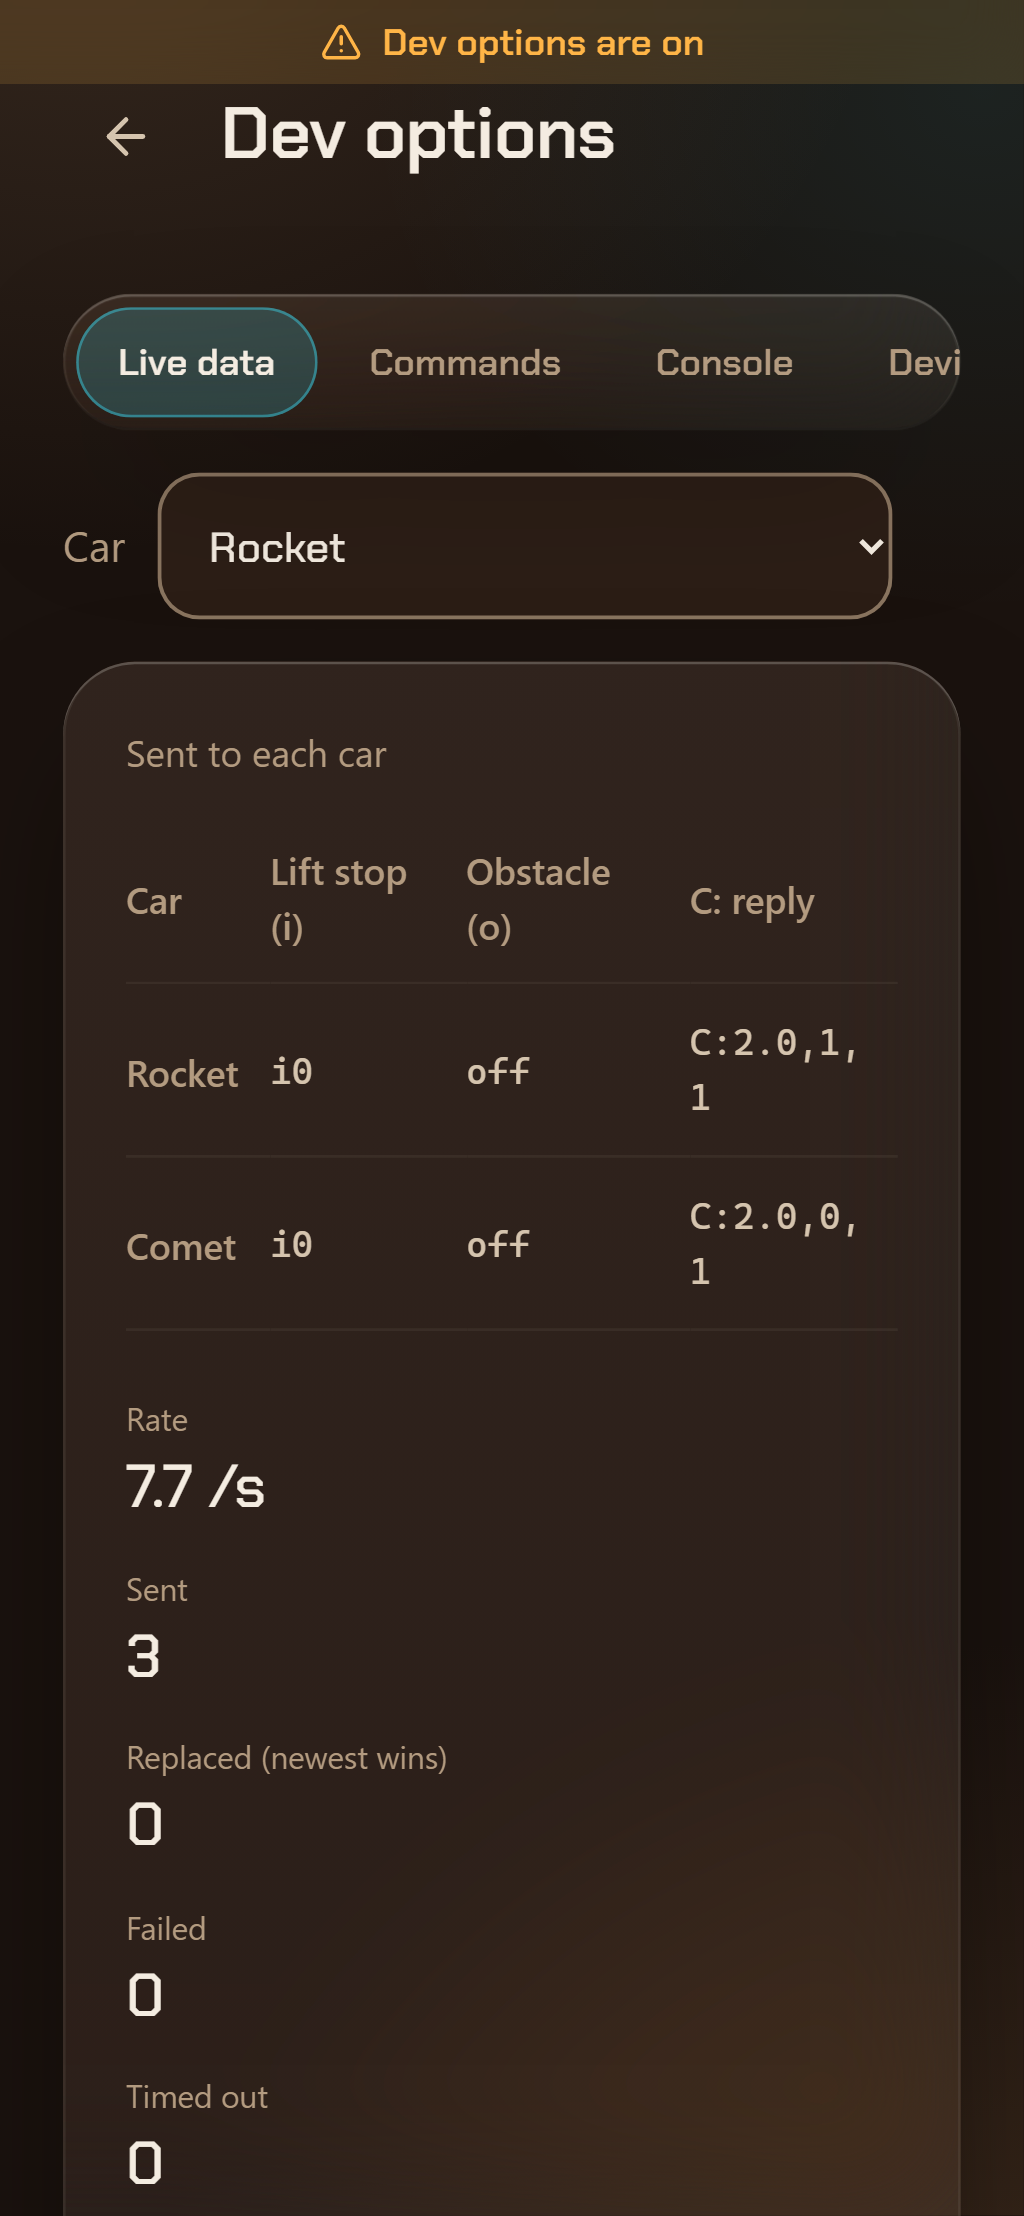 Dev options are on
Dev options
Live data Commands Console Devi
Car Rocket
Sent to each car
Car Lift stop (i) Obstacle (o) C: reply
Rocket i0 off C:2.0,1,1
Comet i0 off C:2.0,0,1
Rate
7.7 /s
Sent
3
Replaced (newest wins)
0
Failed
0
Timed out
0